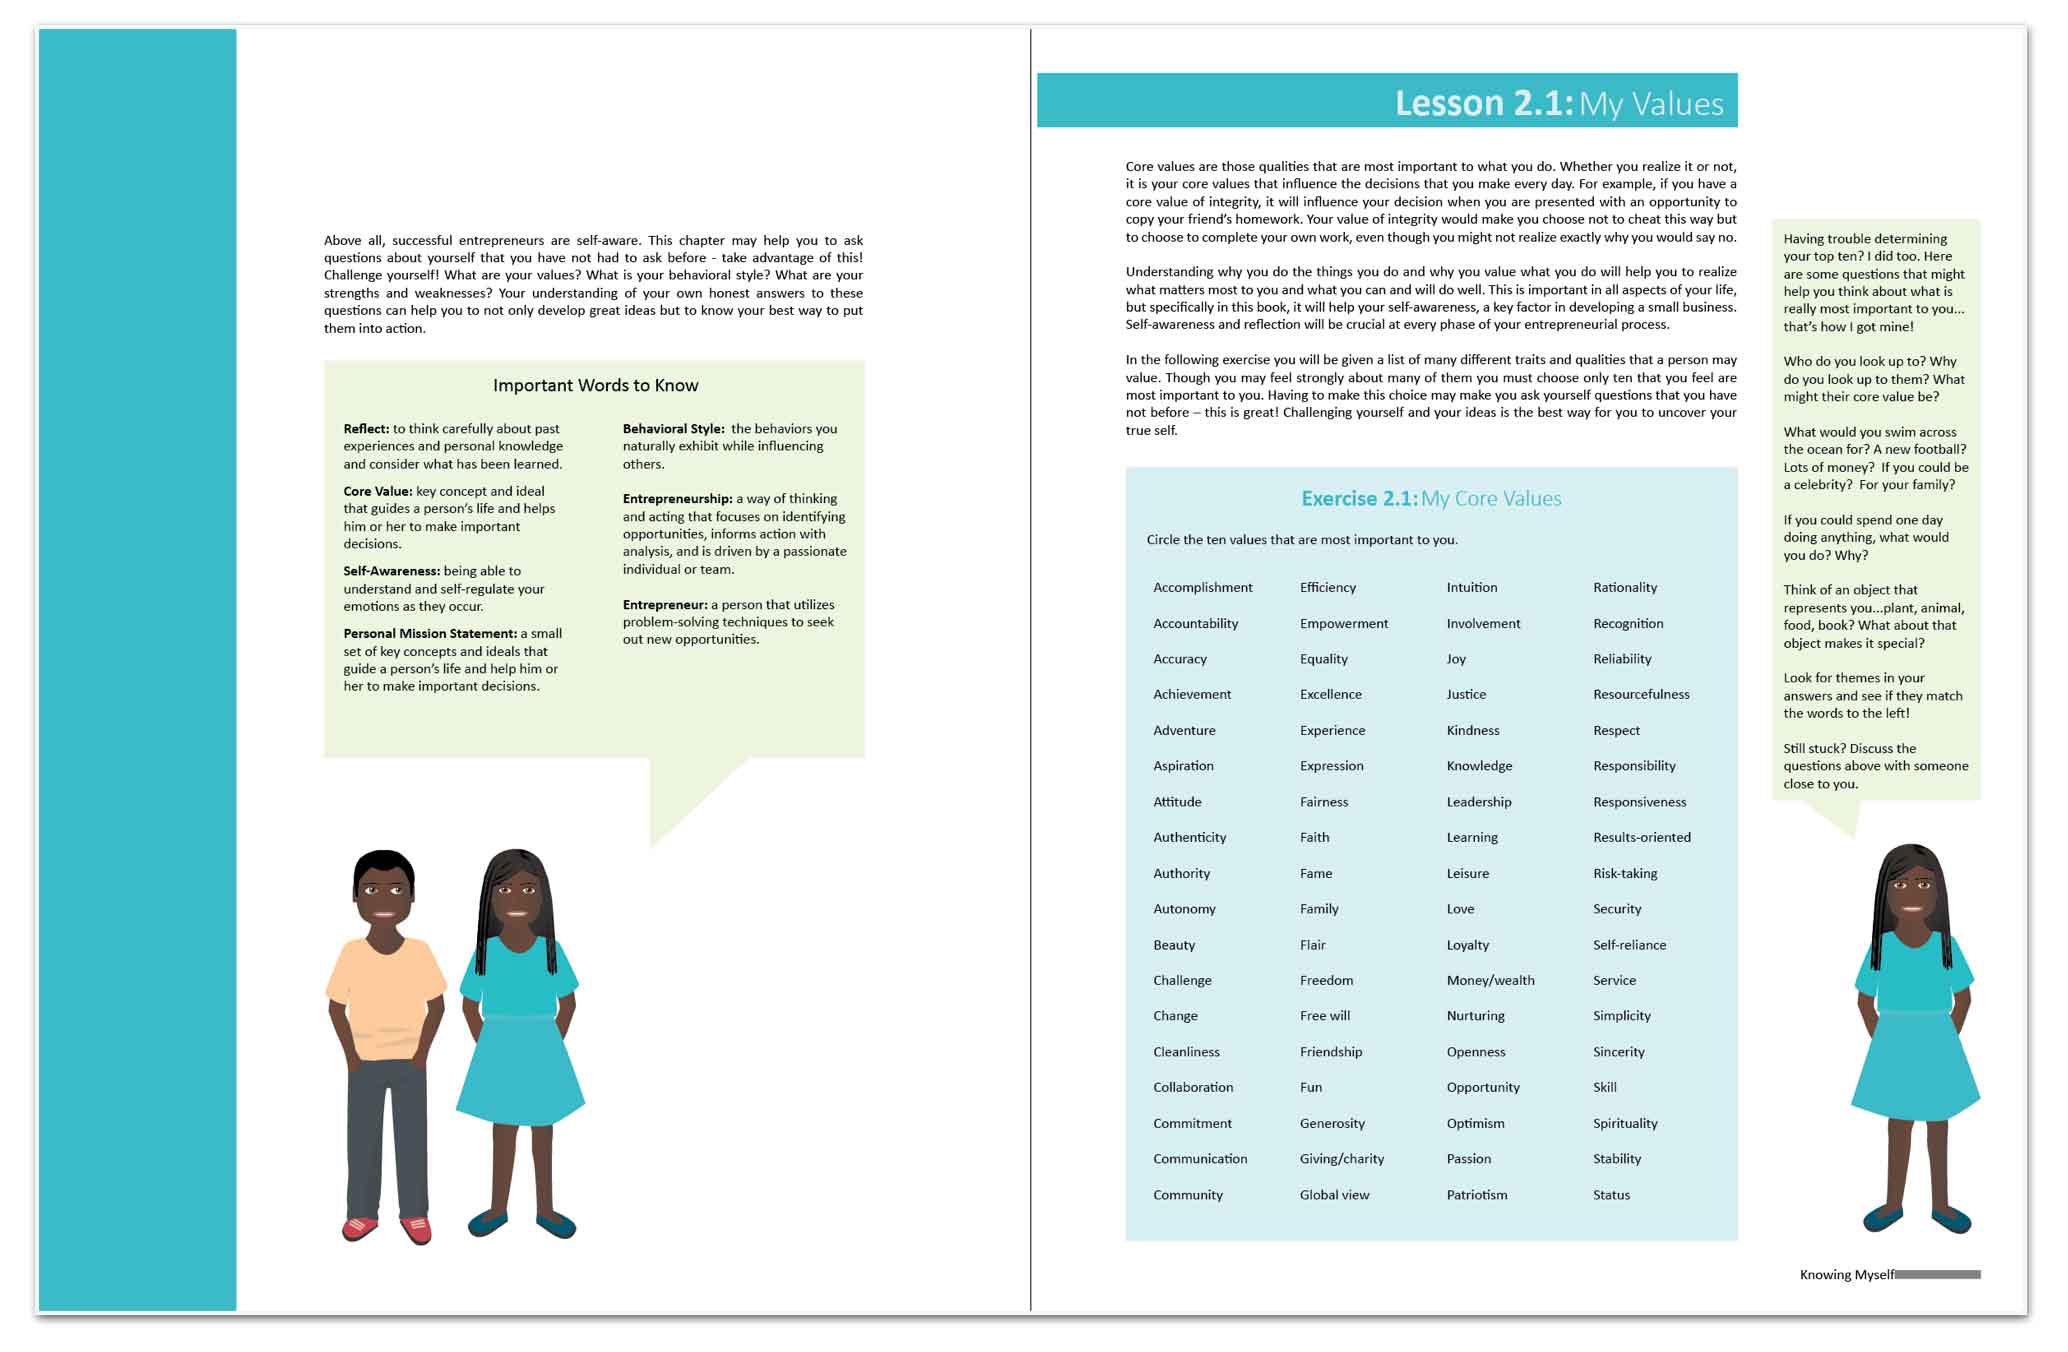 Above all, successful entrepreneurs are self-aware. This chapter may help you to ask
questions about yourself that you have not had to ask before - take advantage of this!
Challenge yourself! What are your values? What is your behavioral style? What are your
strengths and weaknesses? Your understanding of your own honest answers to these
questions can help you to not only develop great ideas but to know your best way to put
them into action.
Important Words to Know
Reflect: to think carefully about past
experiences and personal knowledge
and consider what has been learned.
Core Value: key concept and ideal
that guides a person’s life and helps
him or her to make important
decisions.
Self-Awareness: being able to
understand and self-regulate your
emotions as they occur.
Personal Mission Statement: a small
set of key concepts and ideals that
guide a person’s life and help him or
her to make important decisions.
Behavioral Style:  the behaviors you
naturally exhibit while influencing
others.
Entrepreneurship: a way of thinking
and acting that focuses on identifying
opportunities, informs action with
analysis, and is driven by a passionate
individual or team.
Entrepreneur: a person that utilizes
problem-solving techniques to seek
out new opportunities.
Lesson 2.1: My Values
Core values are those qualities that are most important to what you do. Whether you realize it or not,
it is your core values that influence the decisions that you make every day. For example, if you have a
core value of integrity, it will influence your decision when you are presented with an opportunity to
copy your friend’s homework. Your value of integrity would make you choose not to cheat this way but
to choose to complete your own work, even though you might not realize exactly why you would say no.
Understanding why you do the things you do and why you value what you do will help you to realize
what matters most to you and what you can and will do well. This is important in all aspects of your life,
but specifically in this book, it will help your self-awareness, a key factor in developing a small business.
Self-awareness and reflection will be crucial at every phase of your entrepreneurial process.
In the following exercise you will be given a list of many different traits and qualities that a person may
value. Though you may feel strongly about many of them you must choose only ten that you feel are
most important to you. Having to make this choice may make you ask yourself questions that you have
not before – this is great! Challenging yourself and your ideas is the best way for you to uncover your
true self.
Exercise 2.1: My Core Values
Circle the ten values that are most important to you.
Accomplishment Efficiency Intuition Rationality
Accountability Empowerment Involvement Recognition
Accuracy Equality Joy Reliability
Achievement Excellence Justice Resourcefulness
Adventure Experience Kindness Respect
Aspiration Expression Knowledge Responsibility
Attitude Fairness Leadership Responsiveness
Authenticity Faith Learning Results-oriented
Authority Fame Leisure Risk-taking
Autonomy Family Love Security
Beauty Flair Loyalty Self-reliance
Challenge Freedom Money/wealth Service
Change Free will Nurturing Simplicity
Cleanliness Friendship Openness Sincerity
Collaboration Fun Opportunity Skill
Commitment Generosity Optimism Spirituality
Communication Giving/charity Passion Stability
Community Global view Patriotism Status
Having trouble determining
your top ten? I did too. Here
are some questions that might
help you think about what is
really most important to you...
that’s how I got mine!
Who do you look up to? Why
do you look up to them? What
might their core value be?
What would you swim across
the ocean for? A new football?
Lots of money?  If you could be
a celebrity?  For your family?
If you could spend one day
doing anything, what would
you do? Why?
Think of an object that
represents you...plant, animal,
food, book? What about that
object makes it special?
Look for themes in your
answers and see if they match
the words to the left!
Still stuck? Discuss the
questions above with someone
close to you.
Knowing Myself